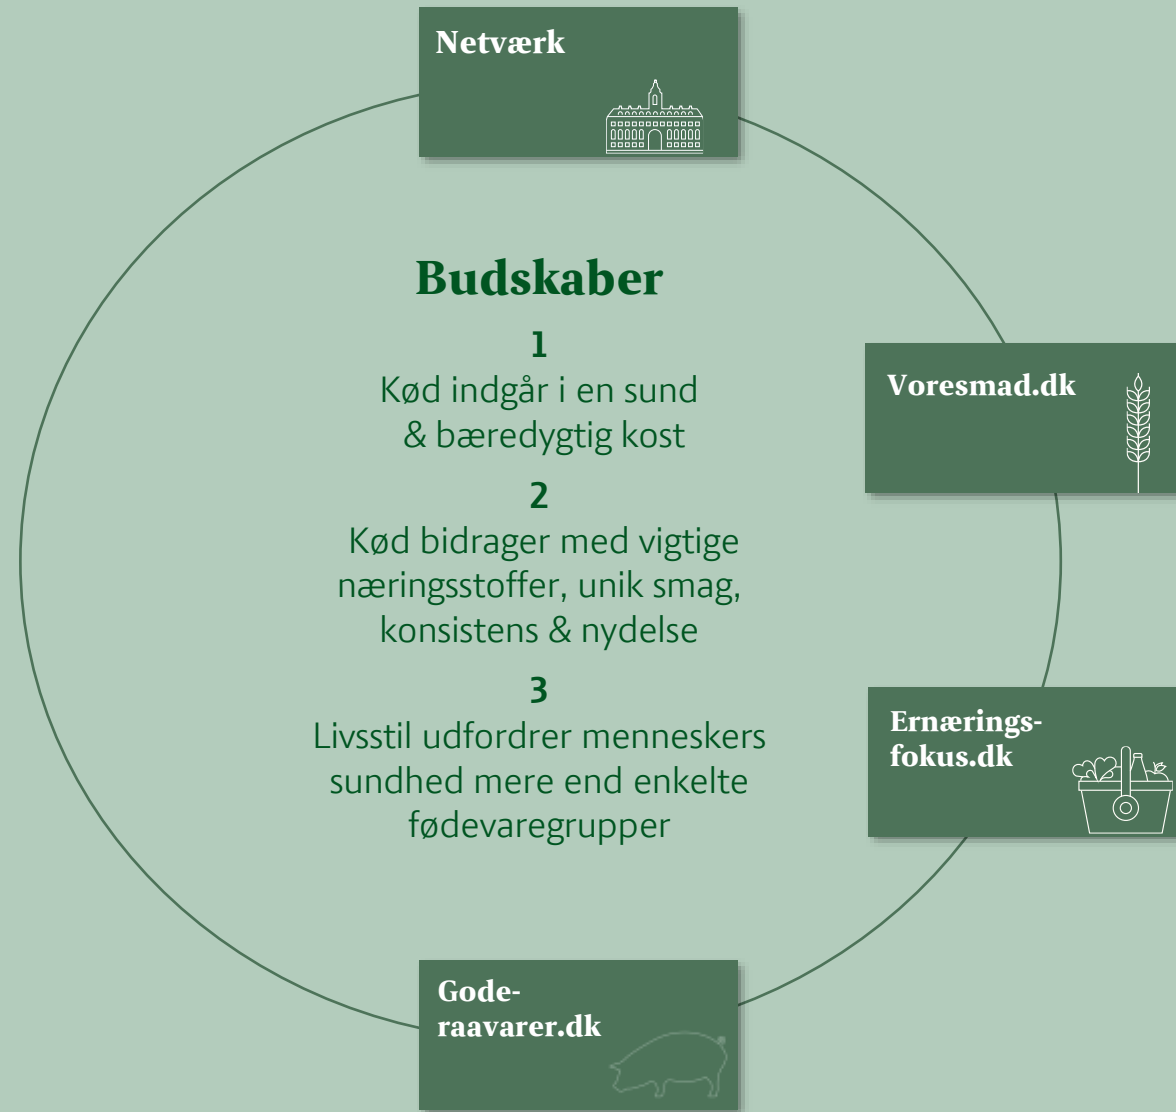 Netværk
Budskaber
1
Kød indgår i en sund
& bæredygtig kost
2
Kød bidrager med vigtige
næringsstoffer, unik smag,
konsistens & nydelse
3
Livsstil udfordrer menneskers
sundhed mere end enkelte
fødevaregrupper
Voresmad.dk
Ernærings-
fokus.dk
Gode-
raavarer.dk